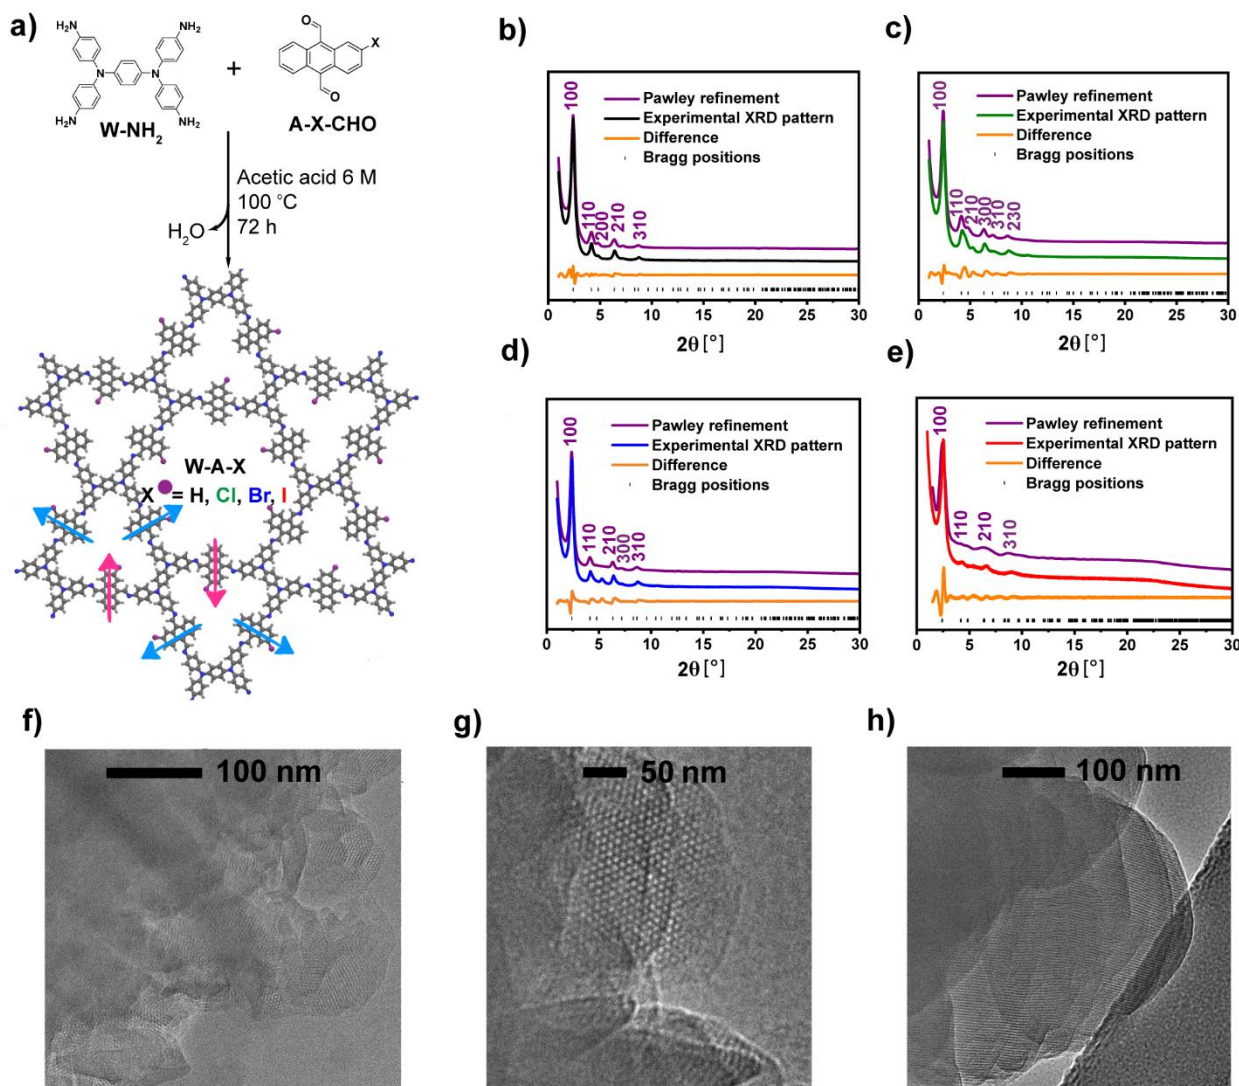 a)
H₂N
NH₂
N
N
H₂N
NH₂
W-NH₂
+
O
X
O
A-X-CHO
Acetic acid 6 M
100 °C
72 h
H₂O
W-A-X
X = H, Cl, Br, I
b)
100
110
200
210
310
Pawley refinement
Experimental XRD pattern
Difference
Bragg positions
0 5 10 15 20 25 30
2θ [°]
c)
100
110
210
300
310
230
Pawley refinement
Experimental XRD pattern
Difference
Bragg positions
0 5 10 15 20 25 30
2θ [°]
d)
100
110
210
300
310
Pawley refinement
Experimental XRD pattern
Difference
Bragg positions
0 5 10 15 20 25 30
2θ [°]
e)
100
110
210
310
Pawley refinement
Experimental XRD pattern
Difference
Bragg positions
0 5 10 15 20 25 30
2θ [°]
f)
100 nm
g)
50 nm
h)
100 nm